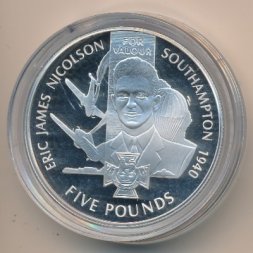 ERIC JAMES NICOLSON
FOR
VALOUR
SOUTHAMPTON 1940
FIVE POUNDS